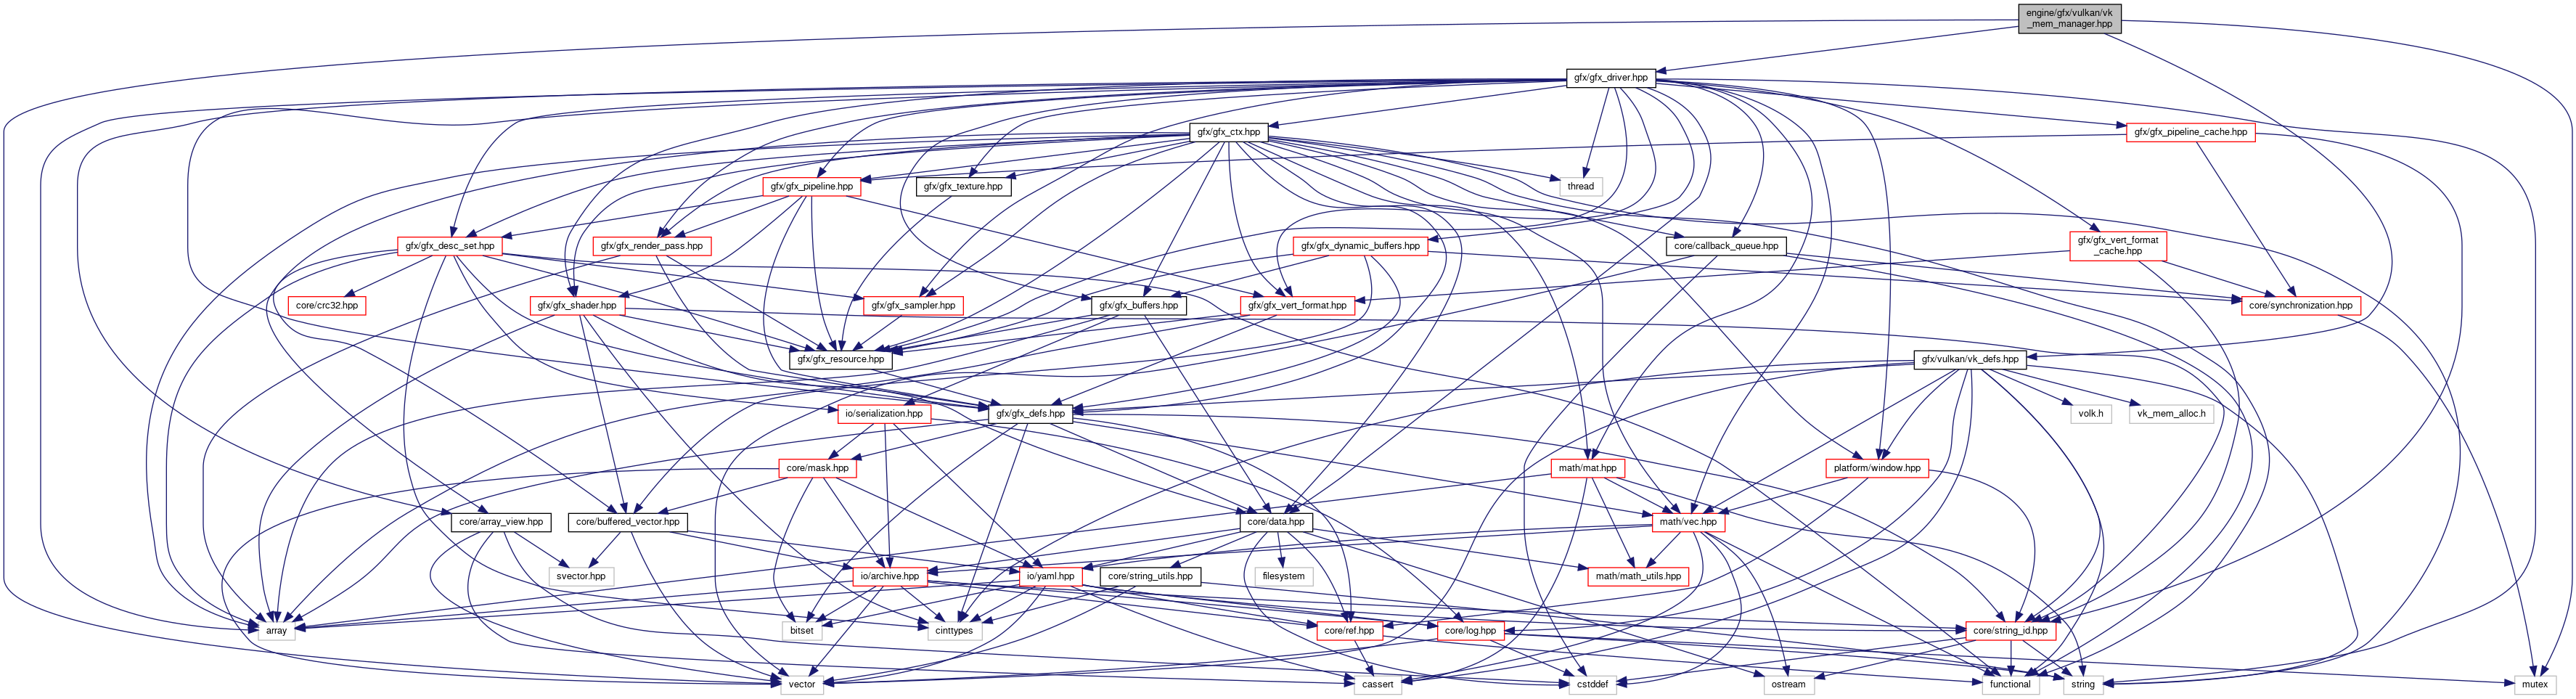 engine/gfx/vulkan/vk
_mem_manager.hpp
gfx/gfx_driver.hpp
gfx/gfx_ctx.hpp
gfx/gfx_pipeline_cache.hpp
gfx/gfx_pipeline.hpp
gfx/gfx_texture.hpp
thread
gfx/gfx_desc_set.hpp
gfx/gfx_render_pass.hpp
gfx/gfx_dynamic_buffers.hpp
core/callback_queue.hpp
gfx/gfx_vert_format
_cache.hpp
core/crc32.hpp
gfx/gfx_shader.hpp
gfx/gfx_sampler.hpp
gfx/gfx_buffers.hpp
gfx/gfx_vert_format.hpp
core/synchronization.hpp
gfx/gfx_resource.hpp
gfx/vulkan/vk_defs.hpp
io/serialization.hpp
gfx/gfx_defs.hpp
volk.h
vk_mem_alloc.h
core/mask.hpp
math/mat.hpp
platform/window.hpp
core/array_view.hpp
core/buffered_vector.hpp
core/data.hpp
math/vec.hpp
svector.hpp
io/archive.hpp
io/yaml.hpp
core/string_utils.hpp
filesystem
math/math_utils.hpp
array
bitset
cinttypes
core/ref.hpp
core/log.hpp
core/string_id.hpp
vector
cassert
cstddef
ostream
functional
string
mutex